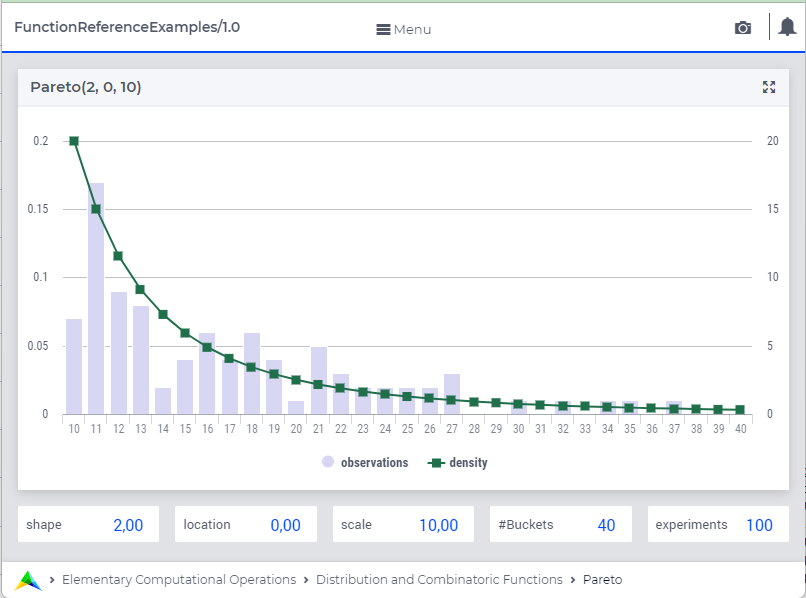 FunctionReferenceExamples/1.0
Menu
Pareto(2, 0, 10)
0.2 20
0.15 15
0.1 10
0.05 5
0 0
10 11 12 13 14 15 16 17 18 19 20 21 22 23 24 25 26 27 28 29 30 31 32 33 34 35 36 37 38 39 40
observations density
shape 2,00 location 0,00 scale 10,00 #Buckets 40 experiments 100
Elementary Computational Operations > Distribution and Combinatoric Functions > Pareto